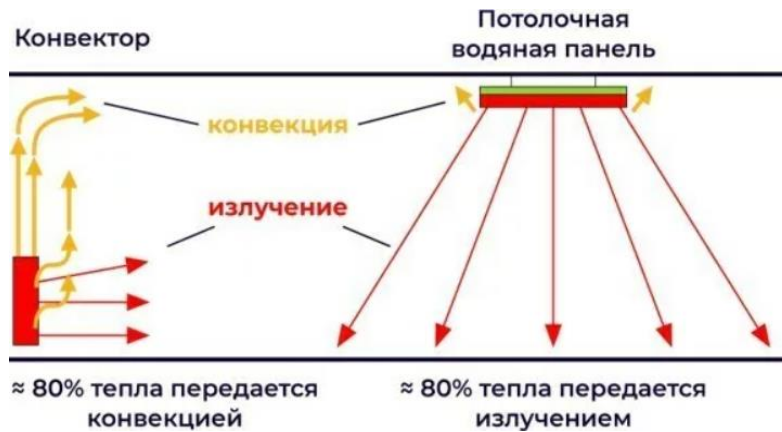 Конвектор
Потолочная
водяная панель
конвекция
излучение
≈ 80% тепла передается
конвекцией
≈ 80% тепла передается
излучением